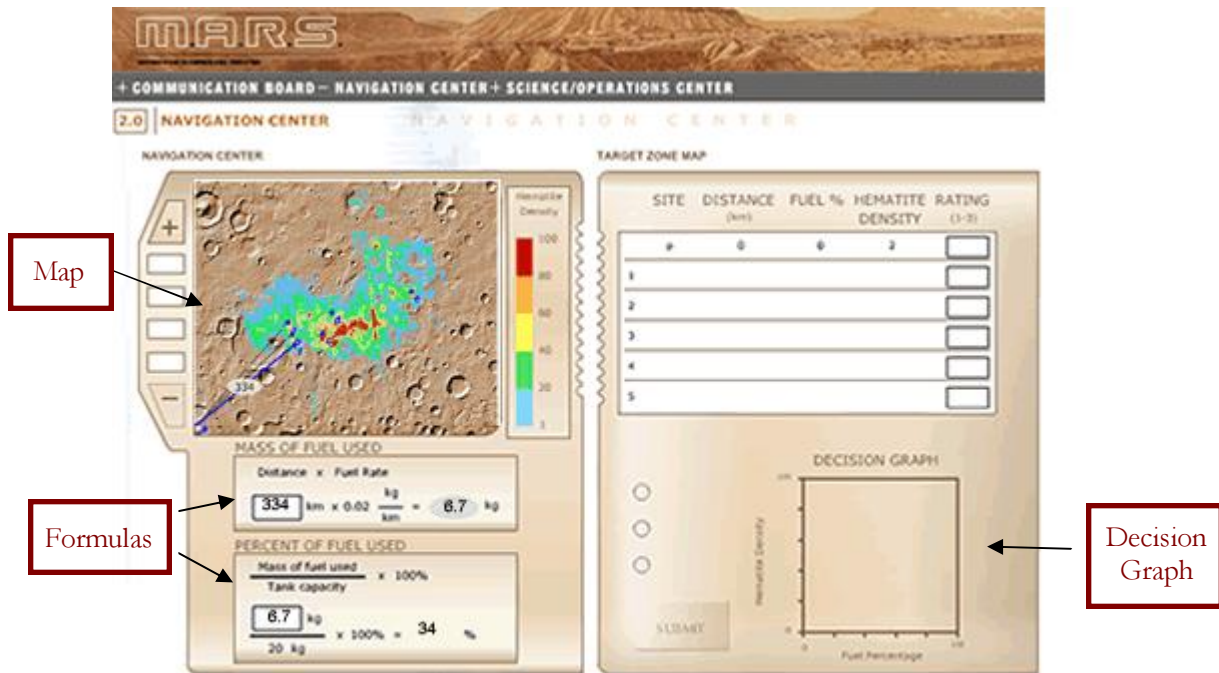 M.A.R.S.
+ COMMUNICATION BOARD − NAVIGATION CENTER + SCIENCE/OPERATIONS CENTER
2.0 NAVIGATION CENTER
NAVIGATION CENTER
NAVIGATION CENTER
TARGET ZONE MAP
Hematite
Density
100
80
60
40
20
1
+
−
334
Map
SITE DISTANCE FUEL % HEMATITE RATING
(km) DENSITY (1-3)
0 0 2
1
2
3
4
5
MASS OF FUEL USED
Distance x Fuel Rate
334 km x 0.02 kg/km = 6.7 kg
Formulas
PERCENT OF FUEL USED
Mass of fuel used
Tank capacity
x 100%
6.7 kg
20 kg
x 100% = 34 %
DECISION GRAPH
Hematite Density
0
0
Fuel Percentage
SUBMIT
Decision
Graph